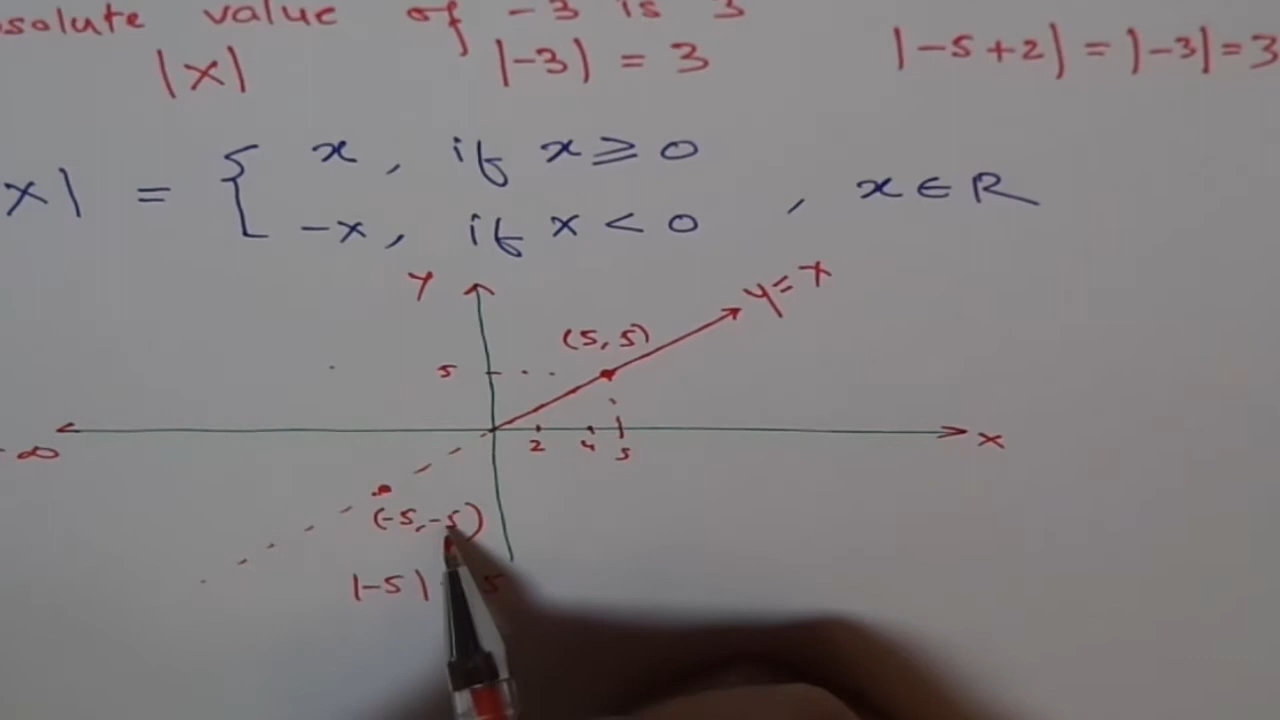 solute value of -3 is 3
|x| |-3| = 3 |-5+2| = |-3| = 3
x| = { x, if x ≥ 0
-x, if x < 0 , x ∈ R
y
y = x
(5, 5)
5
2 4 5
-∞ x
(-5, -5)
|-5| 5